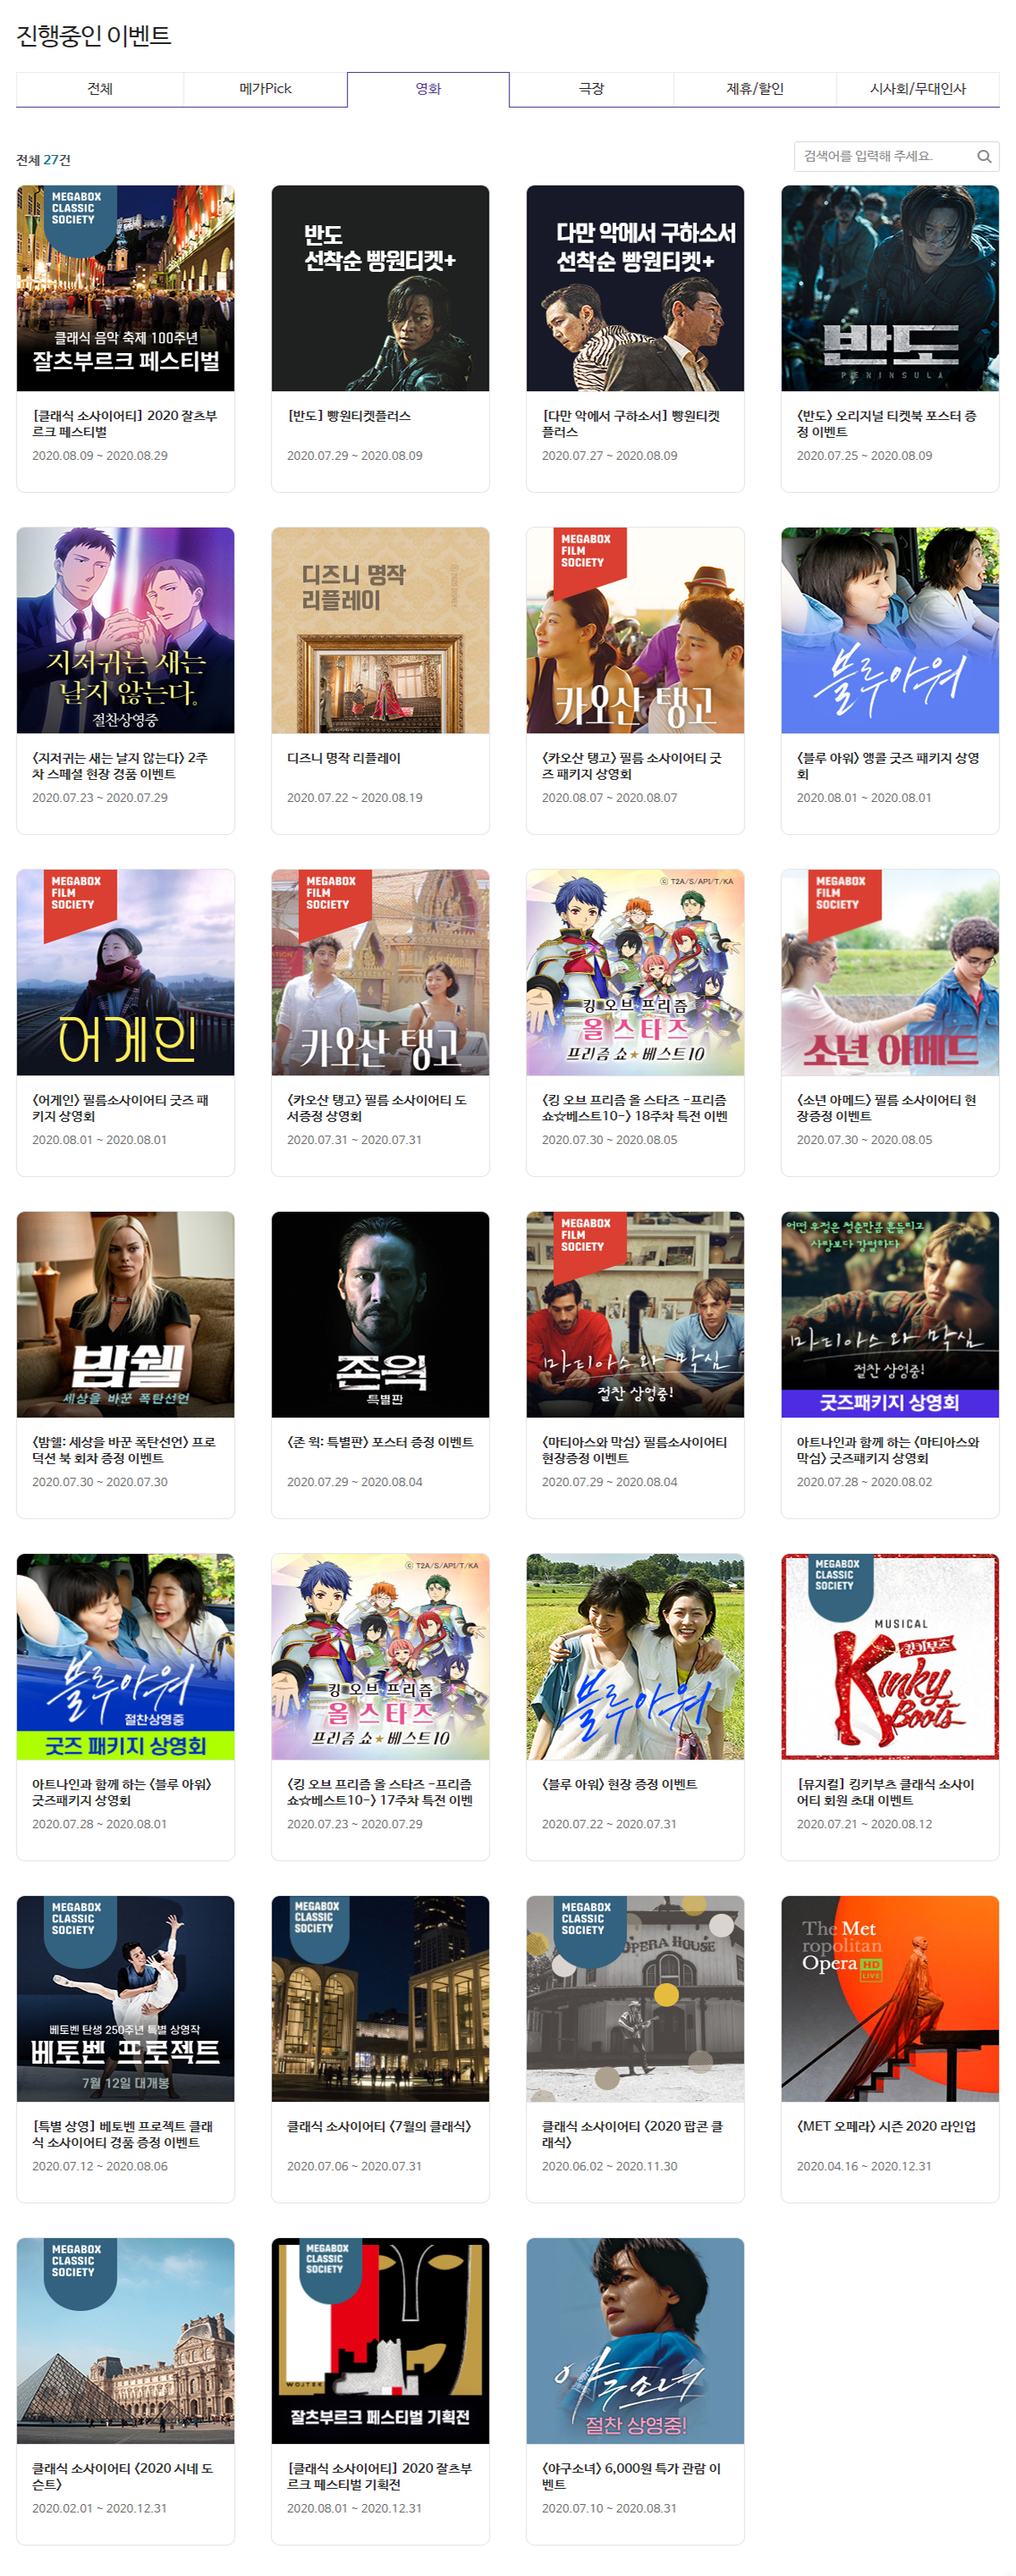 진행중인 이벤트
전체
메가Pick
영화
극장
제휴/할인
시사회/무대인사
전체 27건
검색어를 입력해 주세요.
MEGABOX
CLASSIC
SOCIETY
클래식 음악 축제 100주년
잘츠부르크 페스티벌
[클래식 소사이어티] 2020 잘츠부
르크 페스티벌
2020.08.09 ~ 2020.08.29
반도
선착순 빵원티켓+
[반도] 빵원티켓플러스
2020.07.29 ~ 2020.08.09
다만 악에서 구하소서
선착순 빵원티켓+
[다만 악에서 구하소서] 빵원티켓
플러스
2020.07.27 ~ 2020.08.09
반도
PENINSULA
<반도> 오리지널 티켓북 포스터 증
정 이벤트
2020.07.25 ~ 2020.08.09
지저귀는 새는
날지 않는다.
절찬상영중
<지저귀는 새는 날지 않는다> 2주
차 스페셜 현장 경품 이벤트
2020.07.23 ~ 2020.07.29
디즈니 명작
리플레이
디즈니 명작 리플레이
2020.07.22 ~ 2020.08.19
MEGABOX
FILM
SOCIETY
카오산 탱고
<카오산 탱고> 필름 소사이어티 굿
즈 패키지 상영회
2020.08.07 ~ 2020.08.07
블루아워
<블루 아워> 앵콜 굿즈 패키지 상영
회
2020.08.01 ~ 2020.08.01
MEGABOX
FILM
SOCIETY
어게인
<어게인> 필름소사이어티 굿즈 패
키지 상영회
2020.08.01 ~ 2020.08.01
MEGABOX
FILM
SOCIETY
카오산 탱고
<카오산 탱고> 필름 소사이어티 도
서증정 상영회
2020.07.31 ~ 2020.07.31
ⓒ T2A/S/API/T/KA
킹 오브 프리즘
올 스타즈
프리즘 쇼★베스트10
<킹 오브 프리즘 올 스타즈 -프리즘
쇼☆베스트10-> 18주차 특전 이벤
2020.07.30 ~ 2020.08.05
MEGABOX
FILM
SOCIETY
소년 아메드
<소년 아메드> 필름 소사이어티 현
장증정 이벤트
2020.07.30 ~ 2020.08.05
밤쉘
세상을 바꾼 폭탄선언
<밤쉘: 세상을 바꾼 폭탄선언> 프로
덕션 북 회차 증정 이벤트
2020.07.30 ~ 2020.07.30
존윅
특별판
<존 윅: 특별판> 포스터 증정 이벤트
2020.07.29 ~ 2020.08.04
MEGABOX
FILM
SOCIETY
마티아스와 막심
절찬 상영중!
<마티아스와 막심> 필름소사이어티
현장증정 이벤트
2020.07.29 ~ 2020.08.04
어떤 우정은 청춘만큼 흔들리고
사랑보다 강렬하다
마티아스와 막심
절찬 상영중!
굿즈패키지 상영회
아트나인과 함께 하는 <마티아스와
막심> 굿즈패키지 상영회
2020.07.28 ~ 2020.08.02
블루아워
절찬상영중
굿즈 패키지 상영회
아트나인과 함께 하는 <블루 아워>
굿즈패키지 상영회
2020.07.28 ~ 2020.08.01
ⓒ T2A/S/API/T/KA
킹 오브 프리즘
올 스타즈
프리즘 쇼★베스트10
<킹 오브 프리즘 올 스타즈 -프리즘
쇼☆베스트10-> 17주차 특전 이벤
2020.07.23 ~ 2020.07.29
블루아워
<블루 아워> 현장 증정 이벤트
2020.07.22 ~ 2020.07.31
MEGABOX
CLASSIC
SOCIETY
MUSICAL
킹키부츠
Kinky
Boots
[뮤지컬] 킹키부츠 클래식 소사이
어티 회원 초대 이벤트
2020.07.21 ~ 2020.08.12
MEGABOX
CLASSIC
SOCIETY
베토벤 탄생 250주년 특별 상영작
베토벤 프로젝트
7월 12일 대개봉
[특별 상영] 베토벤 프로젝트 클래
식 소사이어티 경품 증정 이벤트
2020.07.12 ~ 2020.08.06
MEGABOX
CLASSIC
SOCIETY
클래식 소사이어티 <7월의 클래식>
2020.07.06 ~ 2020.07.31
MEGABOX
CLASSIC
SOCIETY
OPERA HOUSE
클래식 소사이어티 <2020 팝콘 클
래식>
2020.06.02 ~ 2020.11.30
The Met
ropolitan
Opera HD
LIVE
<MET 오페라> 시즌 2020 라인업
2020.04.16 ~ 2020.12.31
MEGABOX
CLASSIC
SOCIETY
클래식 소사이어티 <2020 시네 도
슨트>
2020.02.01 ~ 2020.12.31
MEGABOX
CLASSIC
SOCIETY
WOJTEK
잘츠부르크 페스티벌 기획전
[클래식 소사이어티] 2020 잘츠부
르크 페스티벌 기획전
2020.08.01 ~ 2020.12.31
야구소녀
절찬 상영중!
<야구소녀> 6,000원 특가 관람 이
벤트
2020.07.10 ~ 2020.08.31